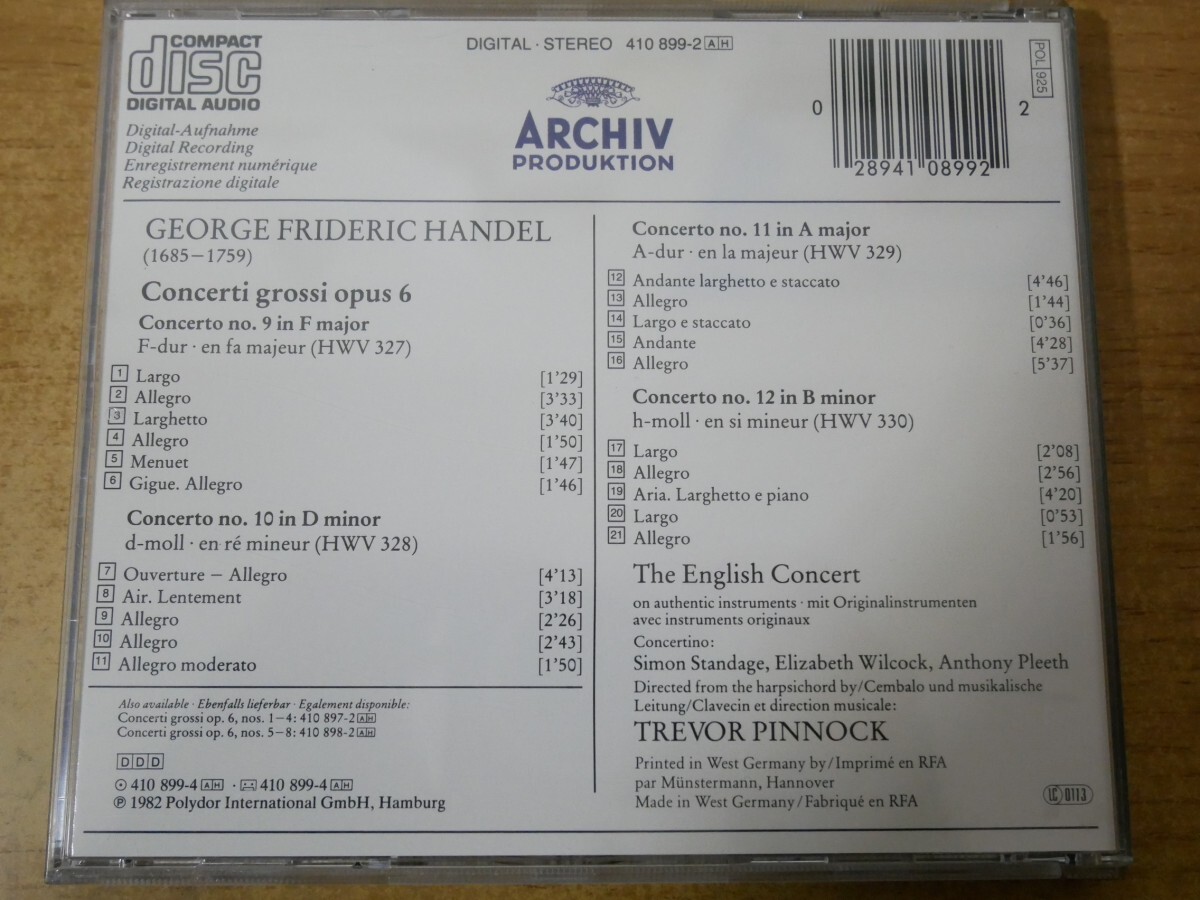 COMPACT
disc
DIGITAL AUDIO
DIGITAL · STEREO 410 899-2 AH
ARCHIV
PRODUKTION
0 28941 08992 2
POL 925
Digital-Aufnahme
Digital Recording
Enregistrement numérique
Registrazione digitale
GEORGE FRIDERIC HANDEL
(1685–1759)
Concerti grossi opus 6
Concerto no. 9 in F major
F-dur · en fa majeur (HWV 327)
1 Largo [1'29]
2 Allegro [3'33]
3 Larghetto [3'40]
4 Allegro [1'50]
5 Menuet [1'47]
6 Gigue. Allegro [1'46]
Concerto no. 10 in D minor
d-moll · en ré mineur (HWV 328)
7 Ouverture – Allegro [4'13]
8 Air. Lentement [3'18]
9 Allegro [2'26]
10 Allegro [2'43]
11 Allegro moderato [1'50]
Also available · Ebenfalls lieferbar · Egalement disponible:
Concerti grossi op. 6, nos. 1–4: 410 897-2 AH
Concerti grossi op. 6, nos. 5–8: 410 898-2 AH
DDD
410 899-4 AH · 410 899-4 AH
℗ 1982 Polydor International GmbH, Hamburg
Concerto no. 11 in A major
A-dur · en la majeur (HWV 329)
12 Andante larghetto e staccato [4'46]
13 Allegro [1'44]
14 Largo e staccato [0'36]
15 Andante [4'28]
16 Allegro [5'37]
Concerto no. 12 in B minor
h-moll · en si mineur (HWV 330)
17 Largo [2'08]
18 Allegro [2'56]
19 Aria. Larghetto e piano [4'20]
20 Largo [0'53]
21 Allegro [1'56]
The English Concert
on authentic instruments · mit Originalinstrumenten
avec instruments originaux
Concertino:
Simon Standage, Elizabeth Wilcock, Anthony Pleeth
Directed from the harpsichord by/Cembalo und musikalische
Leitung/Clavecin et direction musicale:
TREVOR PINNOCK
Printed in West Germany by/Imprimé en RFA
par Münstermann, Hannover
Made in West Germany/Fabriqué en RFA
LC 0113